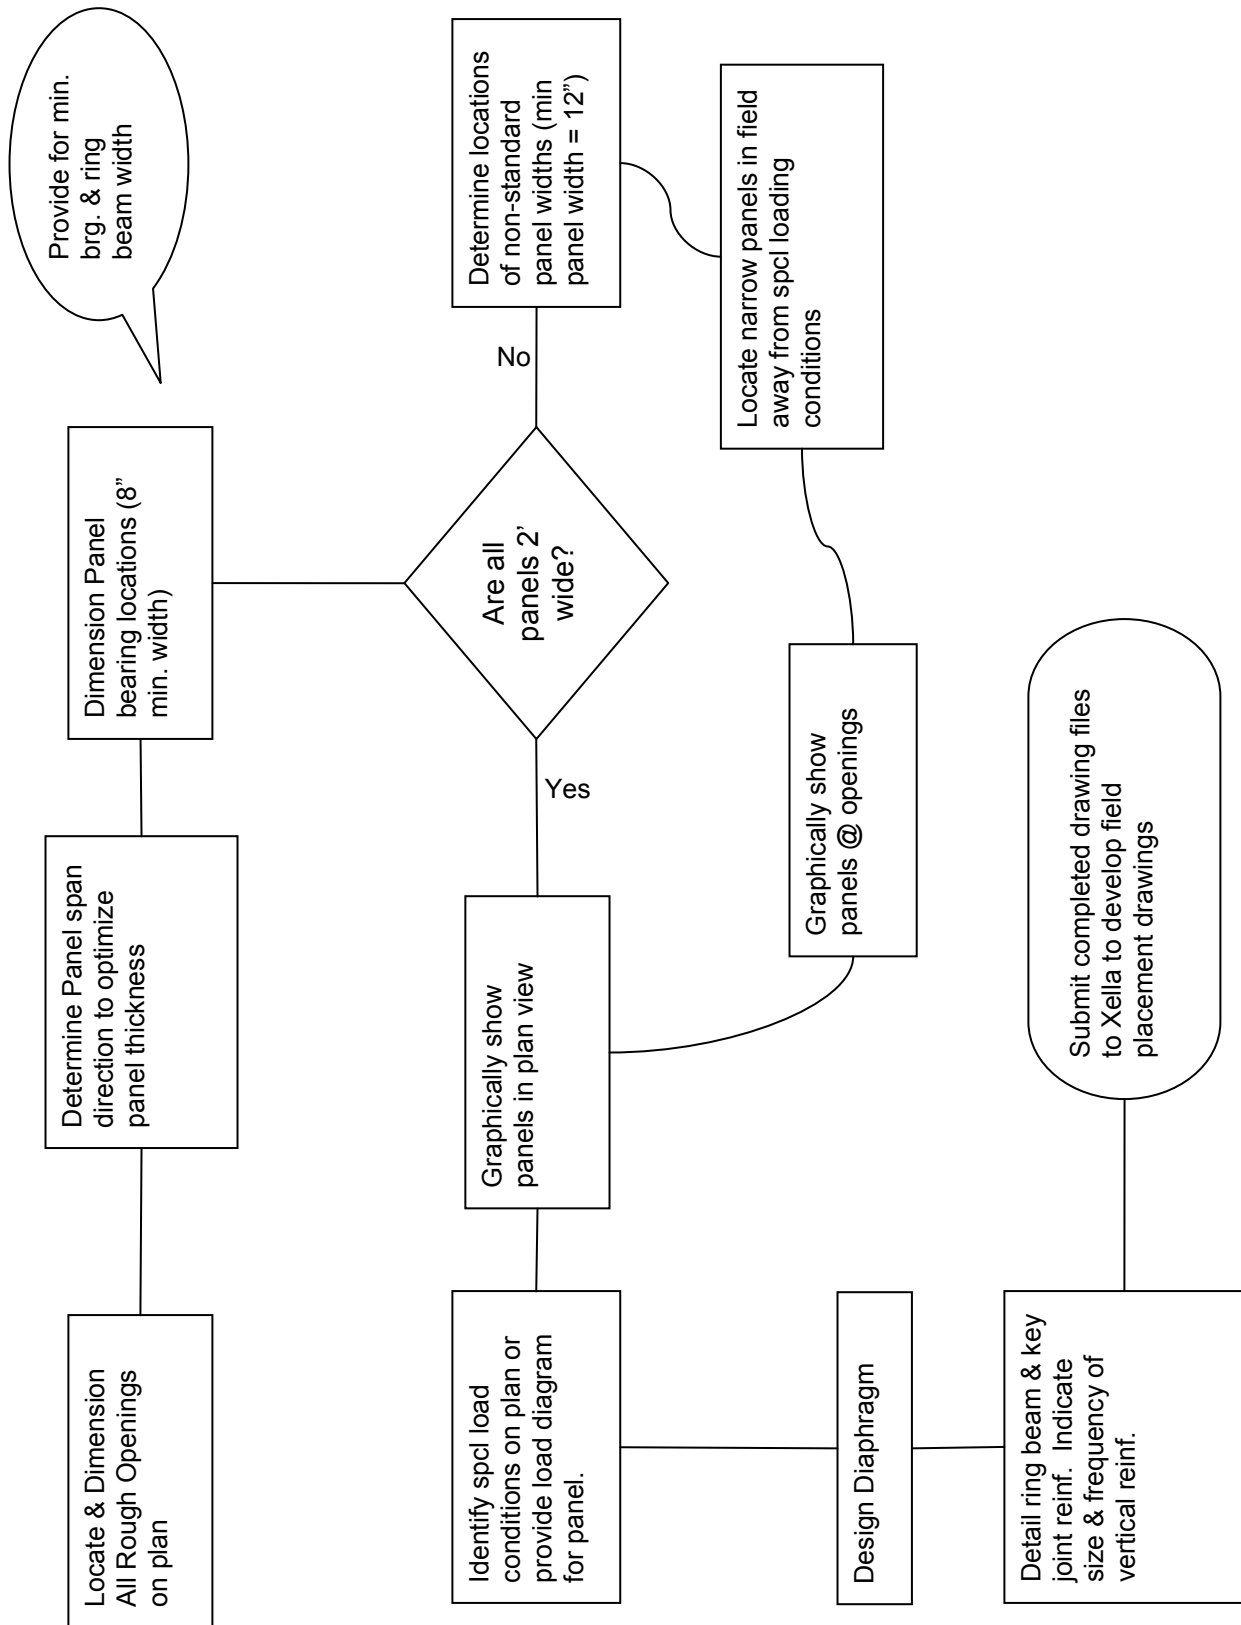 Locate & Dimension
All Rough Openings
on plan
Determine Panel span
direction to optimize
panel thickness
Dimension Panel
bearing locations (8”
min. width)
Provide for min.
brg. & ring
beam width
Are all
panels 2’
wide?
No
Determine locations
of non-standard
panel widths (min
panel width = 12”)
Locate narrow panels in field
away from spcl loading
conditions
Graphically show
panels @ openings
Yes
Graphically show
panels in plan view
Identify spcl load
conditions on plan or
provide load diagram
for panel.
Design Diaphragm
Detail ring beam & key
joint reinf. Indicate
size & frequency of
vertical reinf.
Submit completed drawing files
to Xella to develop field
placement drawings